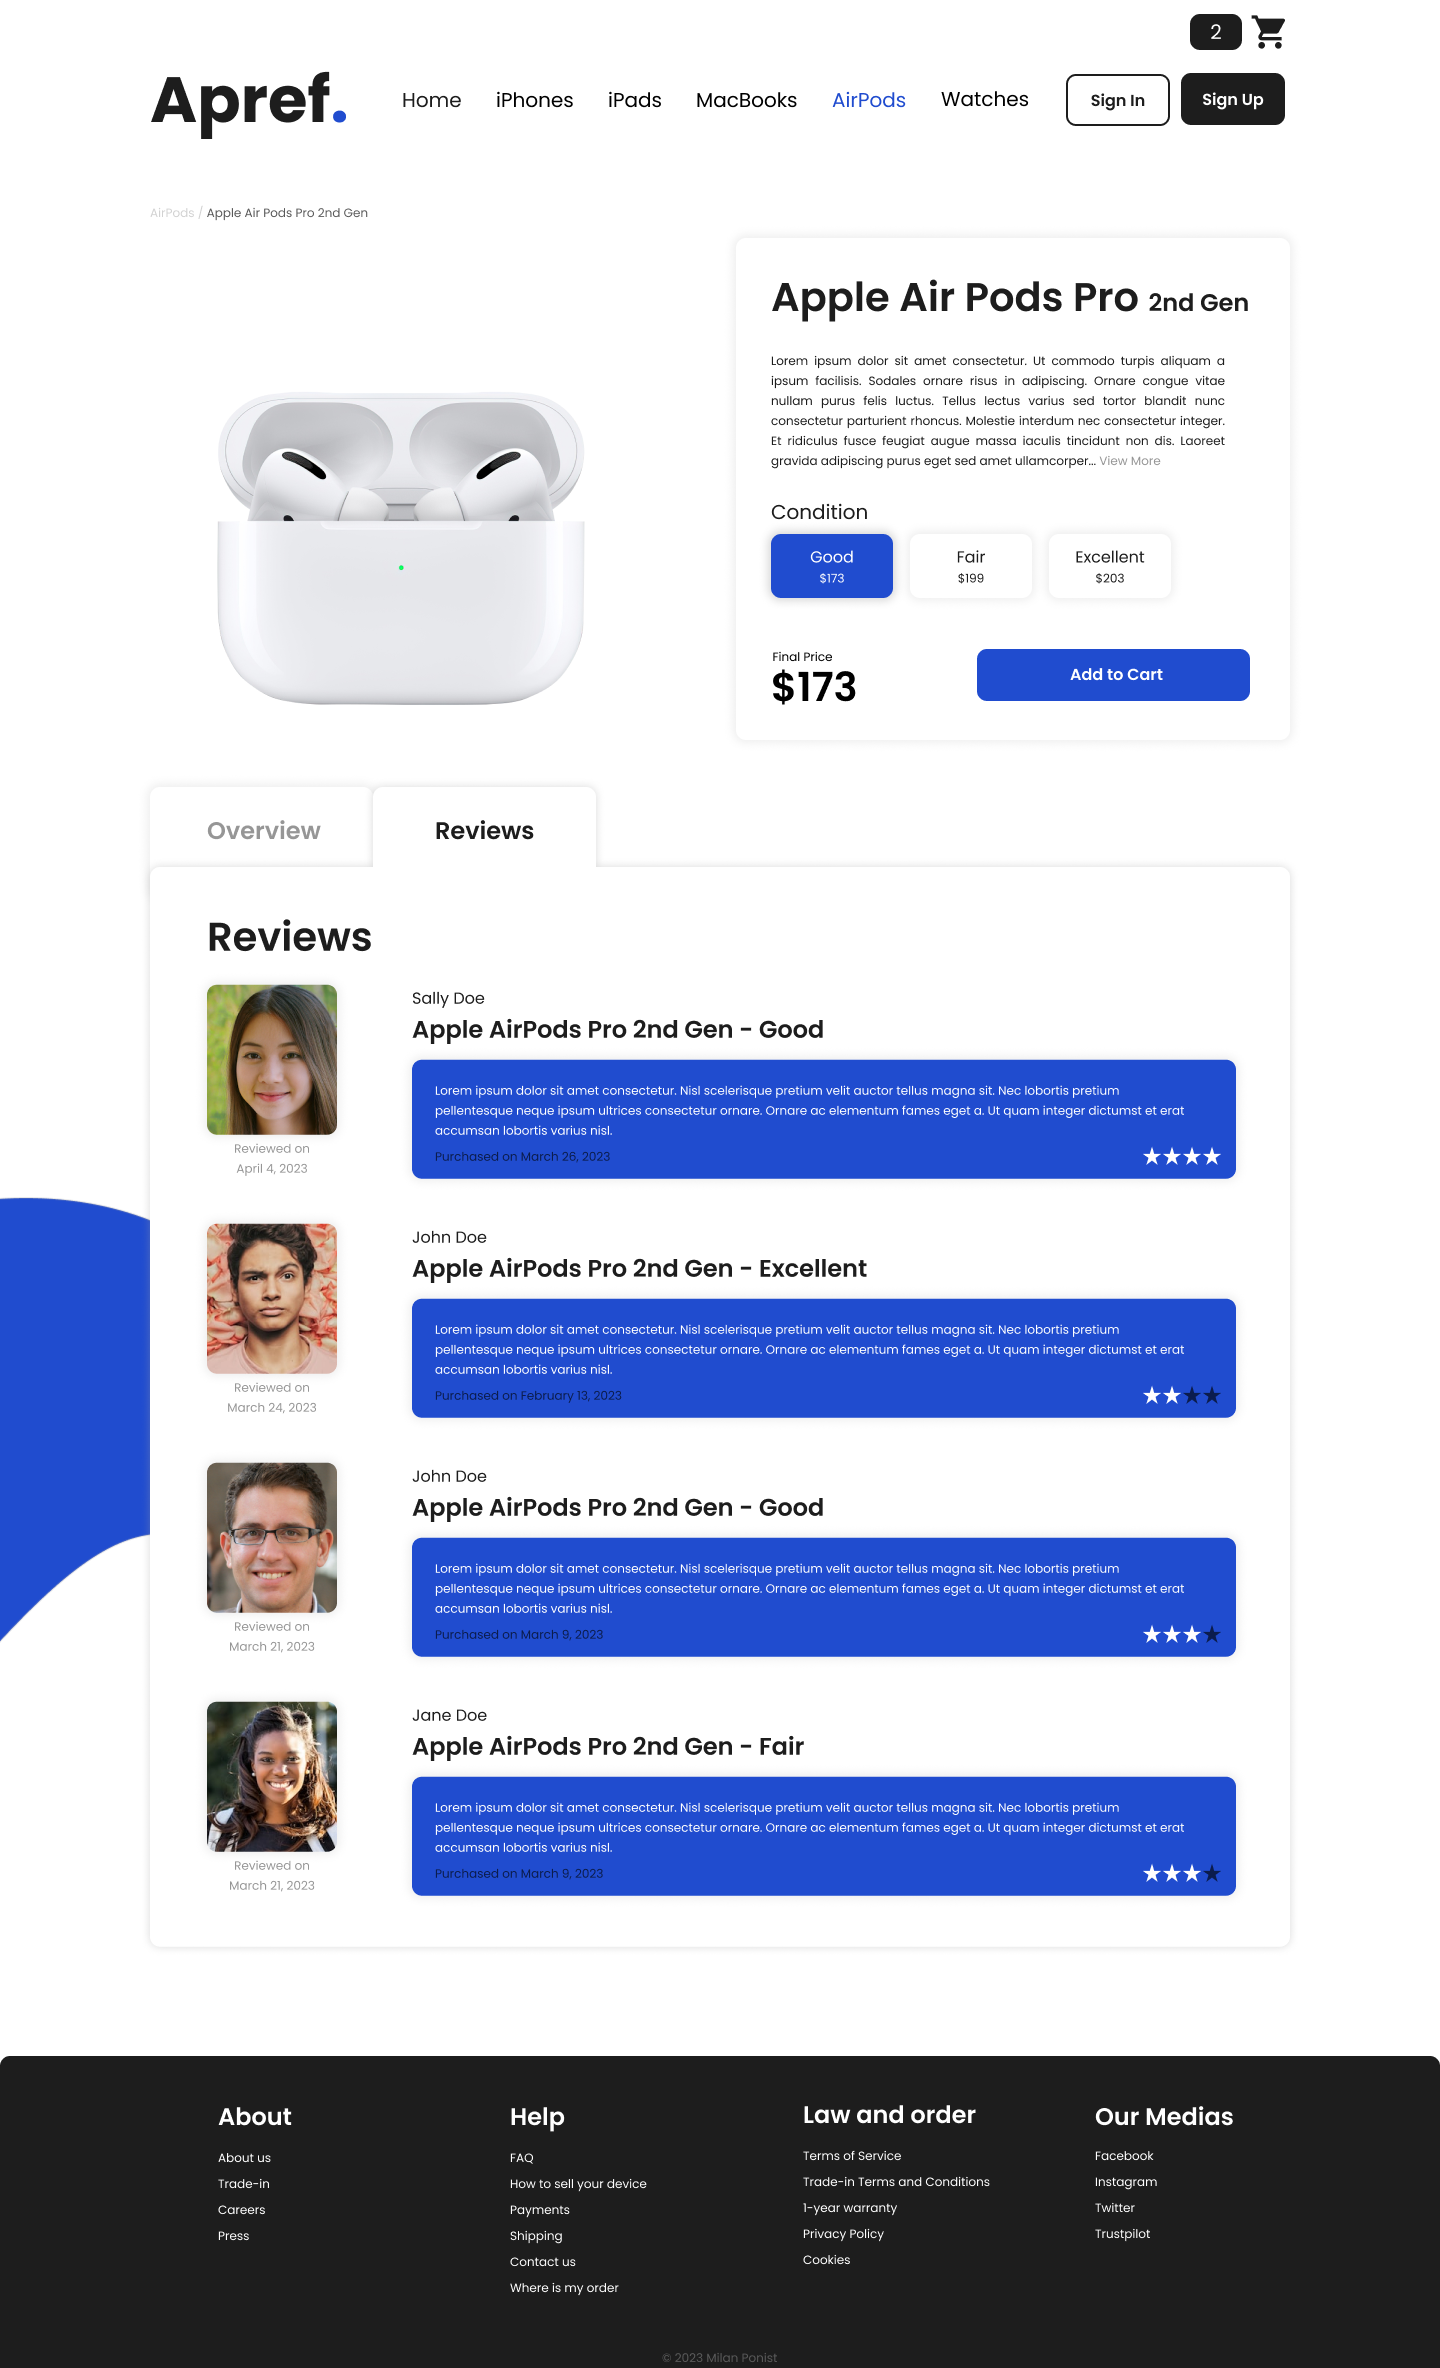 2
Apref.
Home iPhones iPads MacBooks AirPods Watches Sign In Sign Up
AirPods / Apple Air Pods Pro 2nd Gen
Apple Air Pods Pro 2nd Gen
Lorem ipsum dolor sit amet consectetur. Ut commodo turpis aliquam a
ipsum facilisis. Sodales ornare risus in adipiscing. Ornare congue vitae
nullam purus felis luctus. Tellus lectus varius sed tortor blandit nunc
consectetur parturient rhoncus. Molestie interdum nec consectetur integer.
Et ridiculus fusce feugiat augue massa iaculis tincidunt non dis. Laoreet
gravida adipiscing purus eget sed amet ullamcorper... View More
Condition
Good Fair Excellent
$173 $199 $203
Final Price
$173
Add to Cart
Overview Reviews
Reviews
Sally Doe
Apple AirPods Pro 2nd Gen - Good
Lorem ipsum dolor sit amet consectetur. Nisl scelerisque pretium velit auctor tellus magna sit. Nec lobortis pretium
pellentesque neque ipsum ultrices consectetur ornare. Ornare ac elementum fames eget a. Ut quam integer dictumst et erat
accumsan lobortis varius nisl.
Purchased on March 26, 2023
Reviewed on
April 4, 2023
John Doe
Apple AirPods Pro 2nd Gen - Excellent
Lorem ipsum dolor sit amet consectetur. Nisl scelerisque pretium velit auctor tellus magna sit. Nec lobortis pretium
pellentesque neque ipsum ultrices consectetur ornare. Ornare ac elementum fames eget a. Ut quam integer dictumst et erat
accumsan lobortis varius nisl.
Purchased on February 13, 2023
Reviewed on
March 24, 2023
John Doe
Apple AirPods Pro 2nd Gen - Good
Lorem ipsum dolor sit amet consectetur. Nisl scelerisque pretium velit auctor tellus magna sit. Nec lobortis pretium
pellentesque neque ipsum ultrices consectetur ornare. Ornare ac elementum fames eget a. Ut quam integer dictumst et erat
accumsan lobortis varius nisl.
Purchased on March 9, 2023
Reviewed on
March 21, 2023
Jane Doe
Apple AirPods Pro 2nd Gen - Fair
Lorem ipsum dolor sit amet consectetur. Nisl scelerisque pretium velit auctor tellus magna sit. Nec lobortis pretium
pellentesque neque ipsum ultrices consectetur ornare. Ornare ac elementum fames eget a. Ut quam integer dictumst et erat
accumsan lobortis varius nisl.
Purchased on March 9, 2023
Reviewed on
March 21, 2023
About
About us
Trade-in
Careers
Press
Help
FAQ
How to sell your device
Payments
Shipping
Contact us
Where is my order
Law and order
Terms of Service
Trade-in Terms and Conditions
1-year warranty
Privacy Policy
Cookies
Our Medias
Facebook
Instagram
Twitter
Trustpilot
© 2023 Milan Ponist